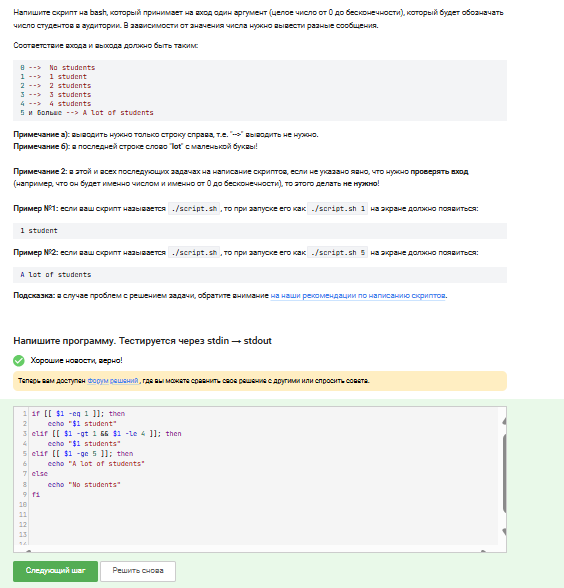 Напишите скрипт на bash, который принимает на вход один аргумент (целое число от 0 до бесконечности), который будет обозначать
число студентов в аудитории. В зависимости от значения числа нужно вывести разные сообщения.
Соответствие входа и выхода должно быть таким:
0 --> No students
1 --> 1 student
2 --> 2 students
3 --> 3 students
4 --> 4 students
5 и больше --> A lot of students
Примечание а): выводить нужно только строку справа, т.е. "-->" выводить не нужно.
Примечание б): в последней строке слово "lot" с маленькой буквы!
Примечание 2: в этой и всех последующих задачах на написание скриптов, если не указано явно, что нужно проверять вход
(например, что он будет именно числом и именно от 0 до бесконечности), то этого делать не нужно!
Пример №1: если ваш скрипт называется ./script.sh , то при запуске его как ./script.sh 1 на экране должно появиться:
1 student
Пример №2: если ваш скрипт называется ./script.sh , то при запуске его как ./script.sh 5 на экране должно появиться:
A lot of students
Подсказка: в случае проблем с решением задачи, обратите внимание на наши рекомендации по написанию скриптов.
Напишите программу. Тестируется через stdin → stdout
Хорошие новости, верно!
Теперь вам доступен Форум решений, где вы можете сравнить свое решение с другими или спросить совета.
1 if [[ $1 -eq 1 ]]; then
2 echo "$1 student"
3 elif [[ $1 -gt 1 && $1 -le 4 ]]; then
4 echo "$1 students"
5 elif [[ $1 -ge 5 ]]; then
6 echo "A lot of students"
7 else
8 echo "No students"
9 fi
10
11
12
13
14
Следующий шаг Решить снова